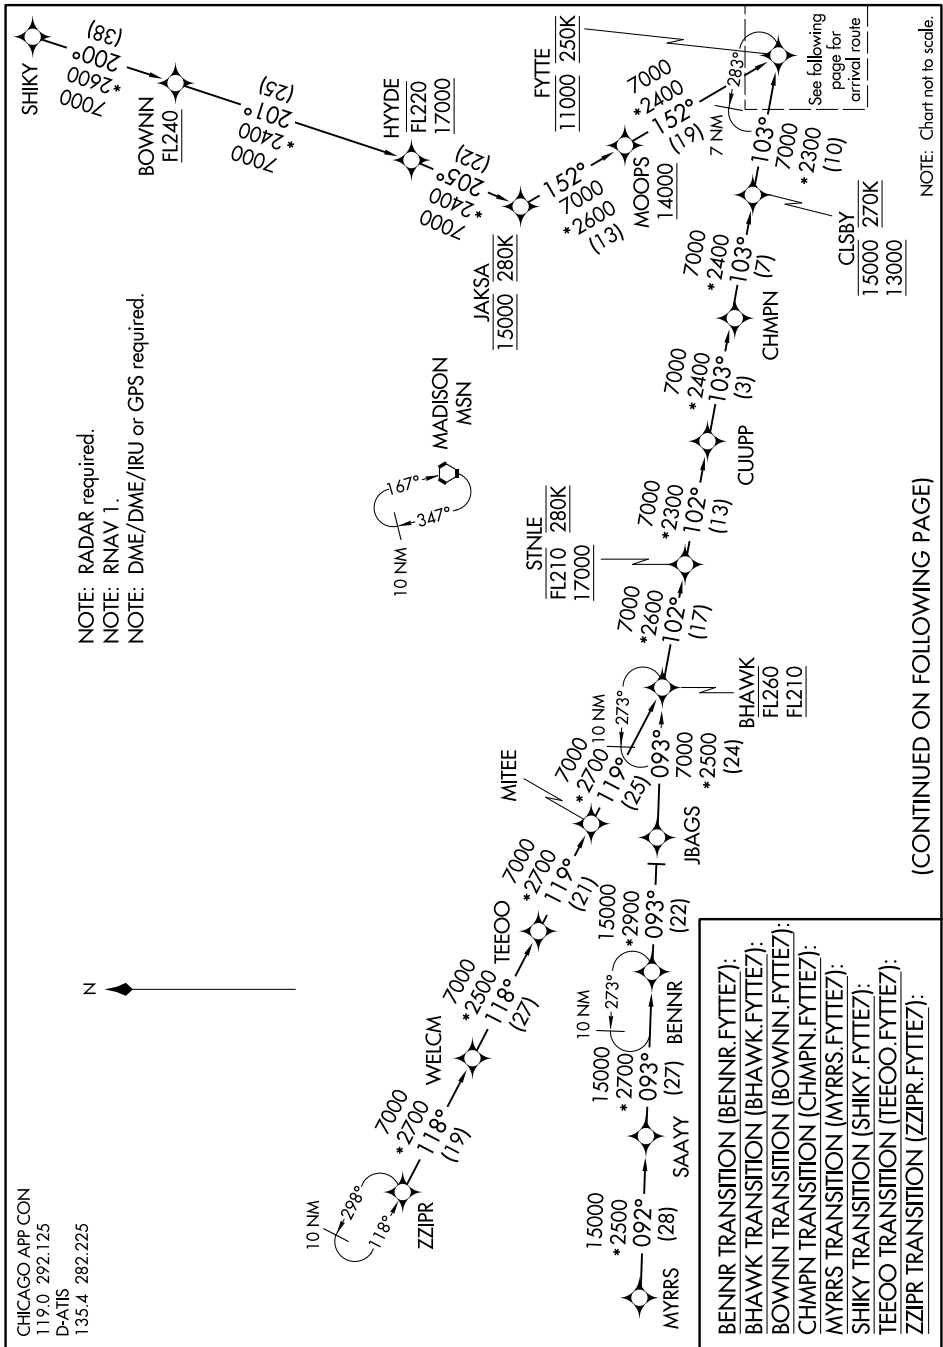 CHICAGO APP CON
119.0 292.125
D-ATIS
135.4 282.225
N
NOTE: RADAR required.
NOTE: RNAV 1.
NOTE: DME/DME/IRU or GPS required.
SHIKY
7000
*2600
200°
(38)
BOWNN
FL240
7000
*2400
201°
(25)
HYYDE
FL220
17000
7000
*2400
205°
(22)
JAKSA
15000 280K
152°
7000
*2600
(13)
MOOPS
14000
7000
*2400
152°
(19)
FYTTE
11000 250K
283°
7 NM
See following
page for
arrival route
10 NM
298°
118°
ZZIPR
7000
*2700
118°
(19)
WELCM
7000
*2500
118°
(27)
TEEOO
7000
*2700
119°
(21)
MITEE
7000
*2700
119°
(25)
10 NM
273°
BHAWK
FL260
FL210
10 NM
167°
347°
MADISON
MSN
MYRRS
15000
*2500
092°
(28)
SAAYY
15000
*2700
093°
(27)
10 NM
273°
BENNR
15000
*2900
093°
(22)
JBAGS
093°
7000
*2500
(24)
7000
*2600
102°
(17)
STNLE
FL210 280K
17000
7000
*2300
102°
(13)
CUUPP
7000
*2400
103°
(3)
CHMPN
7000
*2400
103°
(7)
CLSBY
15000 270K
13000
103°
7000
*2300
(10)
NOTE: Chart not to scale.
BENNR TRANSITION (BENNR.FYTTE7):
BHAWK TRANSITION (BHAWK.FYTTE7):
BOWNN TRANSITION (BOWNN.FYTTE7):
CHMPN TRANSITION (CHMPN.FYTTE7):
MYRRS TRANSITION (MYRRS.FYTTE7):
SHIKY TRANSITION (SHIKY.FYTTE7):
TEEOO TRANSITION (TEEOO.FYTTE7):
ZZIPR TRANSITION (ZZIPR.FYTTE7):
(CONTINUED ON FOLLOWING PAGE)